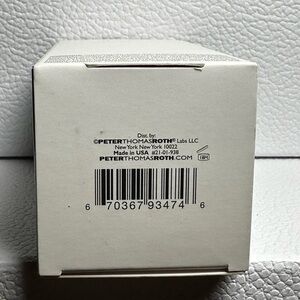 Dist. by:
©PETERTHOMASROTH® Labs LLC
New York New York 10022
Made in USA #21-01-938
PETERTHOMASROTH.COM
18M
6 70367 93474 6